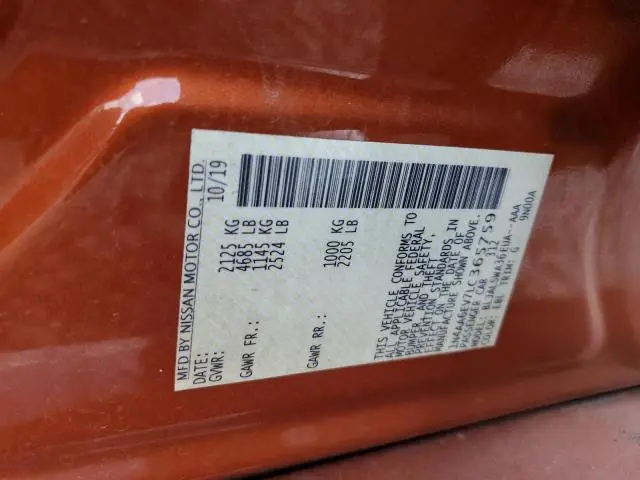 MFD BY NISSAN MOTOR CO., LTD.
DATE: 10/19
GVWR: 2125 KG
4685 LB
GAWR FR.: 1145 KG
2524 LB
GAWR RR.: 1000 KG
2205 LB
THIS VEHICLE CONFORMS TO
ALL APPLICABLE FEDERAL
MOTOR VEHICLE SAFETY,
BUMPER, AND THEFT
PREVENTION STANDARDS IN
EFFECT ON THE DATE OF
MANUFACTURE SHOWN ABOVE.
PASSENGER CAR 312
MODEL:
COLOR: TRIM: G
9N00A